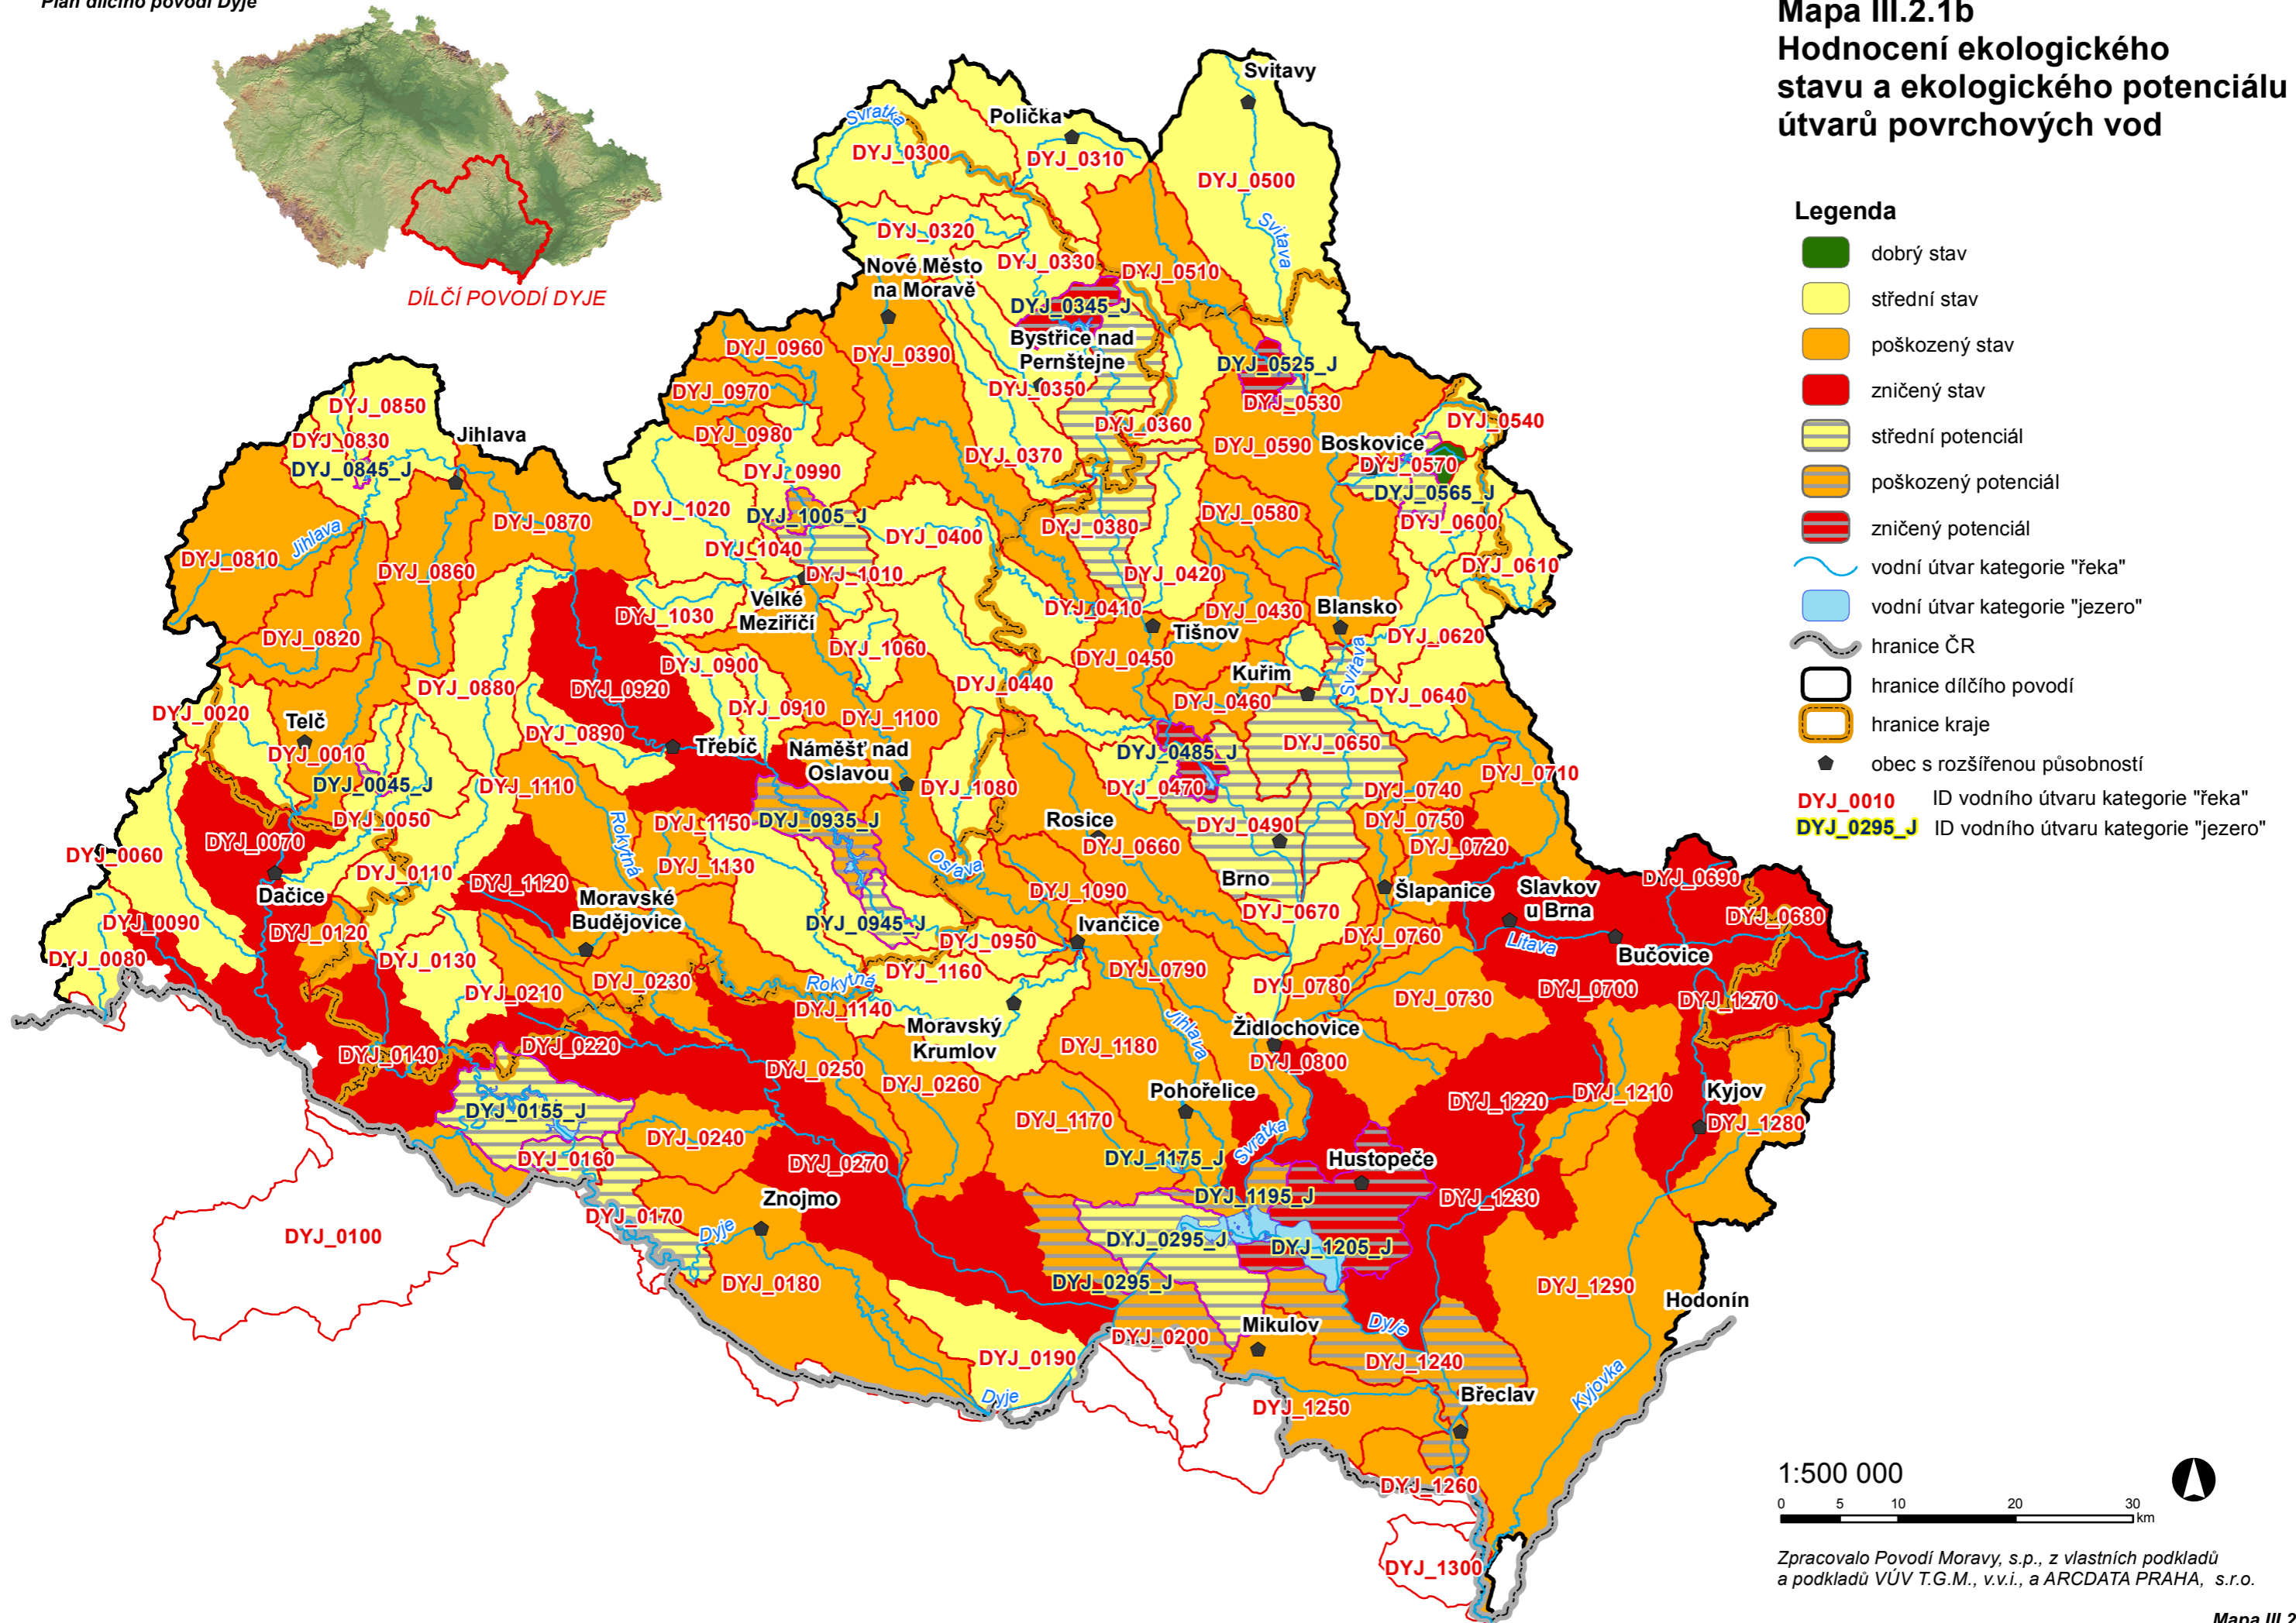 Plán dílčího povodí Dyje
Mapa III.2.1b
Hodnocení ekologického
stavu a ekologického potenciálu
útvarů povrchových vod
DÍLČÍ POVODÍ DYJE
Legenda
dobrý stav
střední stav
poškozený stav
zničený stav
střední potenciál
poškozený potenciál
zničený potenciál
vodní útvar kategorie "řeka"
vodní útvar kategorie "jezero"
hranice ČR
hranice dílčího povodí
hranice kraje
obec s rozšířenou působností
DYJ_0010 ID vodního útvaru kategorie "řeka"
DYJ_0295_J ID vodního útvaru kategorie "jezero"
Svitavy
Polička
Svratka
DYJ_0300
DYJ_0310
DYJ_0500
DYJ_0320
Svitava
Nové Město
na Moravě
DYJ_0330
DYJ_0510
DYJ_0345_J
Bystřice nad
Pernštejne
DYJ_0960
DYJ_0390
DYJ_0525_J
DYJ_0970
DYJ_0350
DYJ_0530
DYJ_0850
DYJ_0360
DYJ_0540
DYJ_0830
Jihlava
DYJ_0980
DYJ_0370
DYJ_0590
Boskovice
DYJ_0845_J
DYJ_0990
DYJ_0570
DYJ_0565_J
DYJ_0870
DYJ_1020
DYJ_1005_J
DYJ_0380
DYJ_0580
DYJ_0600
Jihlava
DYJ_0810
DYJ_1040
DYJ_0400
DYJ_0860
DYJ_1010
DYJ_0420
DYJ_0610
DYJ_1030
Velké
Meziříčí
DYJ_0410
DYJ_0430
Blansko
DYJ_0820
Tišnov
DYJ_0620
DYJ_1060
DYJ_0900
DYJ_0450
Svitava
DYJ_0880
DYJ_0920
DYJ_0440
Kuřim
DYJ_0640
DYJ_0020
Telč
DYJ_0910
DYJ_1100
DYJ_0460
DYJ_0890
Třebíč
DYJ_0010
Náměšť nad
Oslavou
DYJ_0485_J
DYJ_0650
DYJ_0045_J
DYJ_1110
DYJ_1080
DYJ_0470
DYJ_0740
DYJ_0710
DYJ_0050
Rokytná
DYJ_1150
DYJ_0935_J
Rosice
DYJ_0490
DYJ_0750
DYJ_0070
DYJ_0060
DYJ_0660
DYJ_0720
DYJ_0110
DYJ_1130
Oslava
DYJ_1120
Dačice
Moravské
Budějovice
DYJ_1090
Brno
Šlapanice
Slavkov
u Brna
DYJ_0690
DYJ_0090
DYJ_0120
DYJ_0945_J
Ivančice
DYJ_0670
DYJ_0680
DYJ_0080
DYJ_0130
DYJ_0950
DYJ_0760
Litava
Bučovice
DYJ_0230
DYJ_0210
DYJ_1160
Rokytná
DYJ_0790
DYJ_0780
DYJ_0730
DYJ_0700
DYJ_1270
DYJ_1140
Moravský
Krumlov
Jihlava
Židlochovice
DYJ_0140
DYJ_0220
DYJ_0250
DYJ_1180
DYJ_0800
DYJ_0260
Pohořelice
DYJ_1220
DYJ_1210
Kyjov
DYJ_0155_J
DYJ_1170
DYJ_1280
DYJ_0240
DYJ_0160
DYJ_0270
DYJ_1175_J
Svratka
Hustopeče
Znojmo
DYJ_1195_J
DYJ_1230
DYJ_0170
Dyje
DYJ_0100
DYJ_0295_J
DYJ_1205_J
DYJ_0180
DYJ_0295_J
DYJ_1290
Hodonín
DYJ_0200
Mikulov
Dyje
DYJ_0190
DYJ_1240
Dyje
Břeclav
Kyjovka
DYJ_1250
DYJ_1260
DYJ_1300
1:500 000
0 5 10 20 30
km
Zpracovalo Povodí Moravy, s.p., z vlastních podkladů
a podkladů VÚV T.G.M., v.v.i., a ARCDATA PRAHA, s.r.o.
Mapa III.2